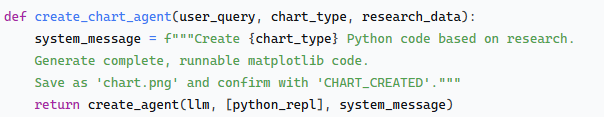 def create_chart_agent(user_query, chart_type, research_data):
    system_message = f"""Create {chart_type} Python code based on research.
    Generate complete, runnable matplotlib code.
    Save as 'chart.png' and confirm with 'CHART_CREATED'."""
    return create_agent(llm, [python_repl], system_message)